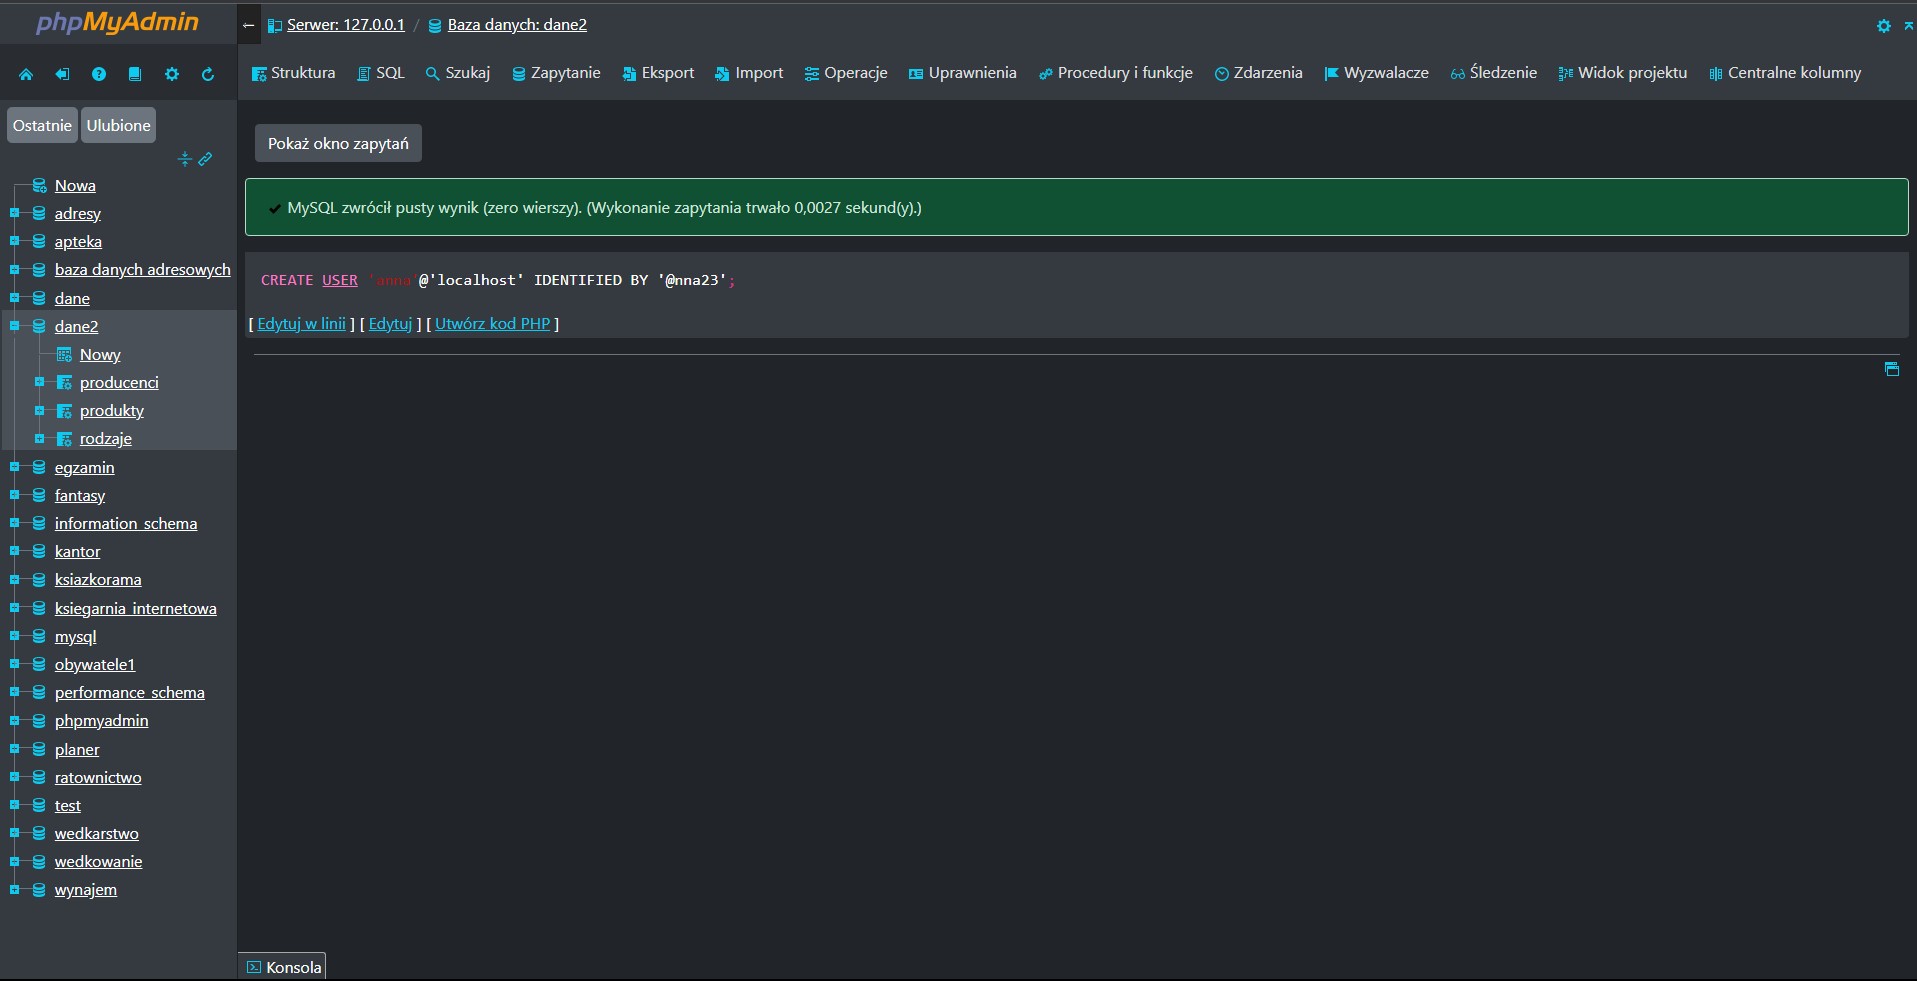 phpMyAdmin
Serwer: 127.0.0.1 / Baza danych: dane2
Struktura SQL Szukaj Zapytanie Eksport Import Operacje Uprawnienia Procedury i funkcje Zdarzenia Wyzwalacze Śledzenie Widok projektu Centralne kolumny
Ostatnie Ulubione
Nowa
adresy
apteka
baza danych adresowych
dane
dane2
Nowy
producenci
produkty
rodzaje
egzamin
fantasy
information_schema
kantor
ksiazkorama
ksiegarnia_internetowa
mysql
obywatele1
performance_schema
phpmyadmin
planer
ratownictwo
test
wedkarstwo
wedkowanie
wynajem
Pokaż okno zapytań
MySQL zwrócił pusty wynik (zero wierszy). (Wykonanie zapytania trwało 0,0027 sekund(y).)
CREATE USER 'anna'@'localhost' IDENTIFIED BY '@nna23';
[ Edytuj w linii ] [ Edytuj ] [ Utwórz kod PHP ]
Konsola